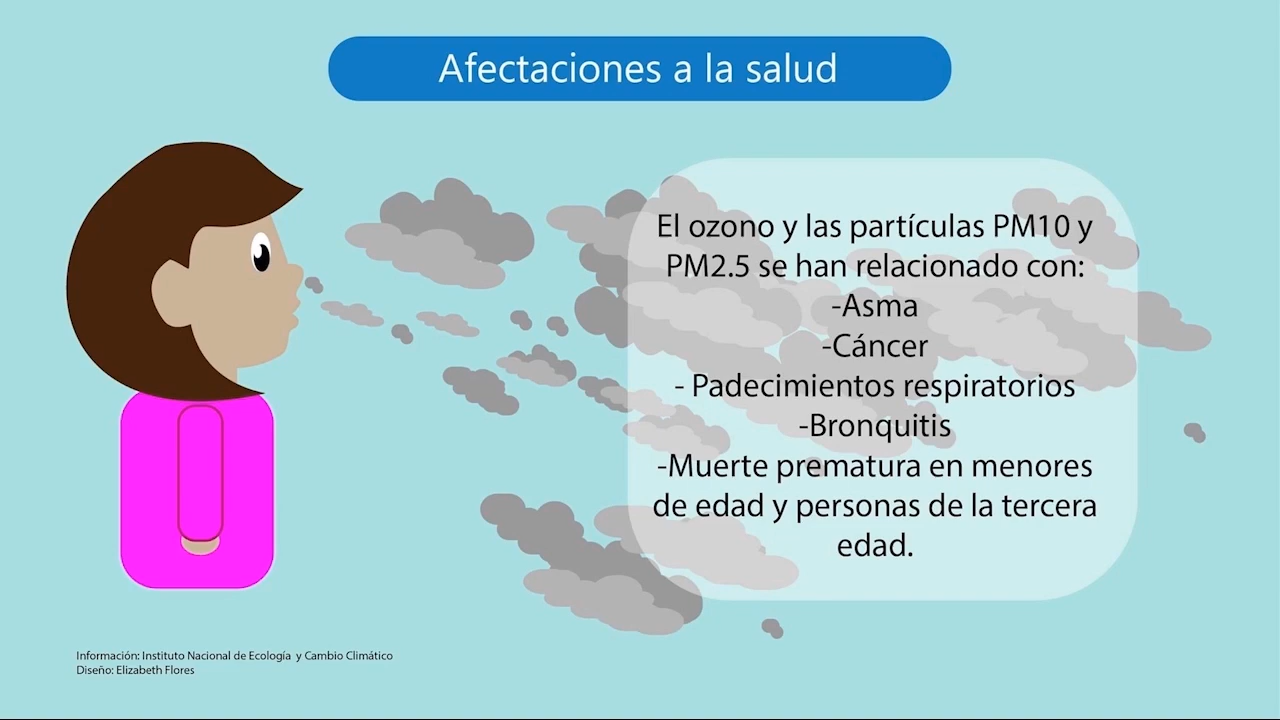 Afectaciones a la salud
El ozono y las partículas PM10 y
PM2.5 se han relacionado con:
-Asma
-Cáncer
- Padecimientos respiratorios
-Bronquitis
-Muerte prematura en menores
de edad y personas de la tercera
edad.
Información: Instituto Nacional de Ecología y Cambio Climático
Diseño: Elizabeth Flores